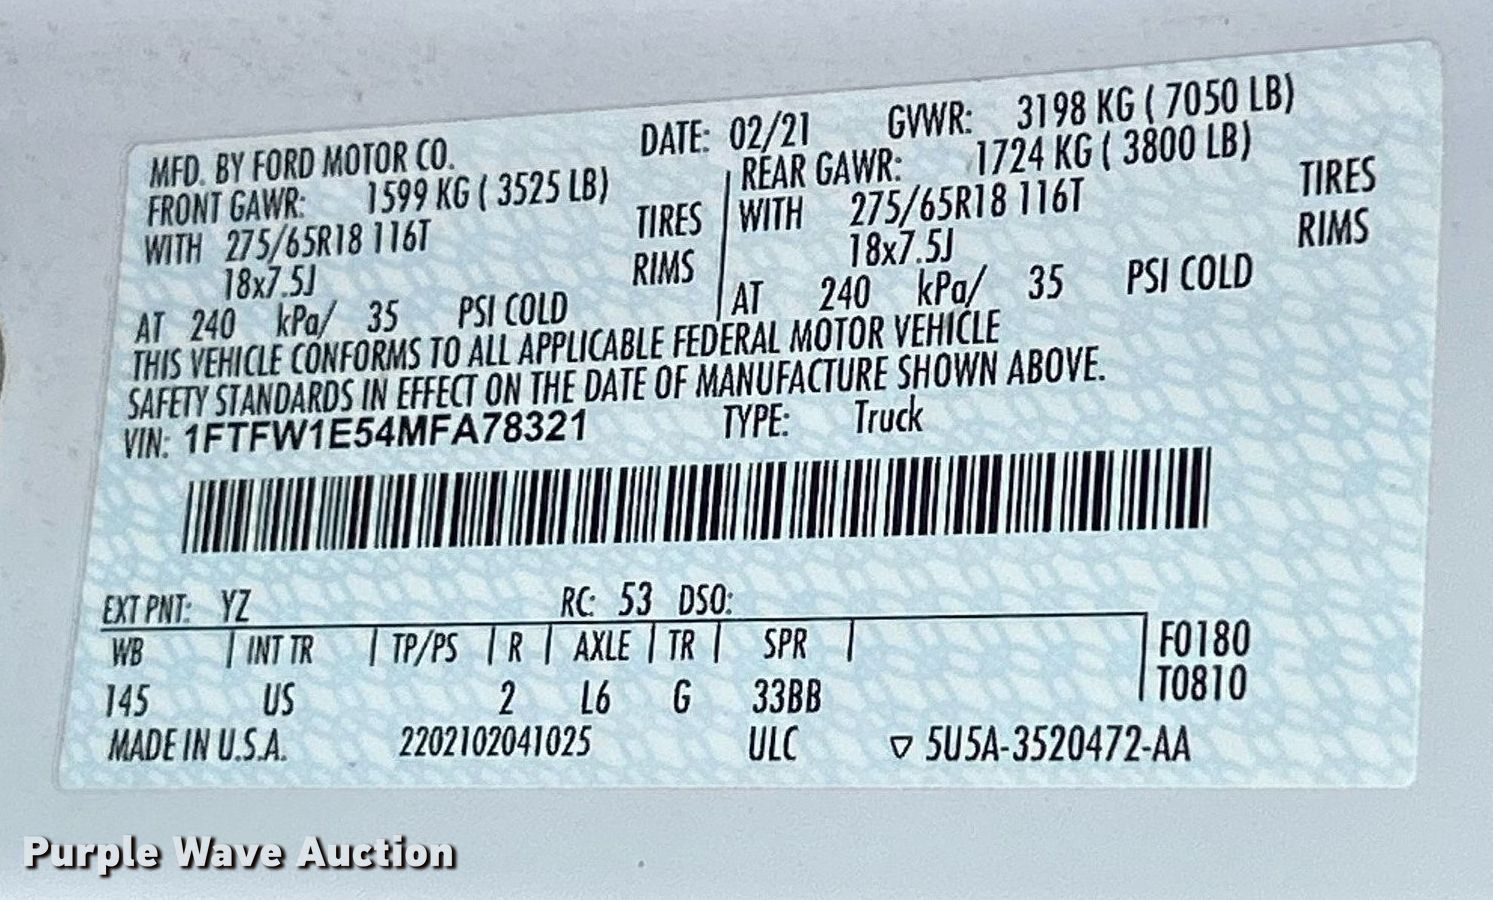 MFD. BY FORD MOTOR CO. DATE: 02/21 GVWR: 3198 KG ( 7050 LB)
FRONT GAWR: 1599 KG ( 3525 LB) REAR GAWR: 1724 KG ( 3800 LB)
WITH 275/65R18 116T TIRES WITH 275/65R18 116T TIRES
18x7.5J RIMS 18x7.5J RIMS
AT 240 kPa/ 35 PSI COLD AT 240 kPa/ 35 PSI COLD
THIS VEHICLE CONFORMS TO ALL APPLICABLE FEDERAL MOTOR VEHICLE
SAFETY STANDARDS IN EFFECT ON THE DATE OF MANUFACTURE SHOWN ABOVE.
VIN: 1FTFW1E54MFA78321 TYPE: Truck
EXT PNT: YZ RC: 53 DSO:
WB INT TR TP/PS R AXLE TR SPR F0180
145 US 2 L6 G 33BB T0810
MADE IN U.S.A. 2202102041025 ULC ▽ 5U5A-3520472-AA
Purple Wave Auction